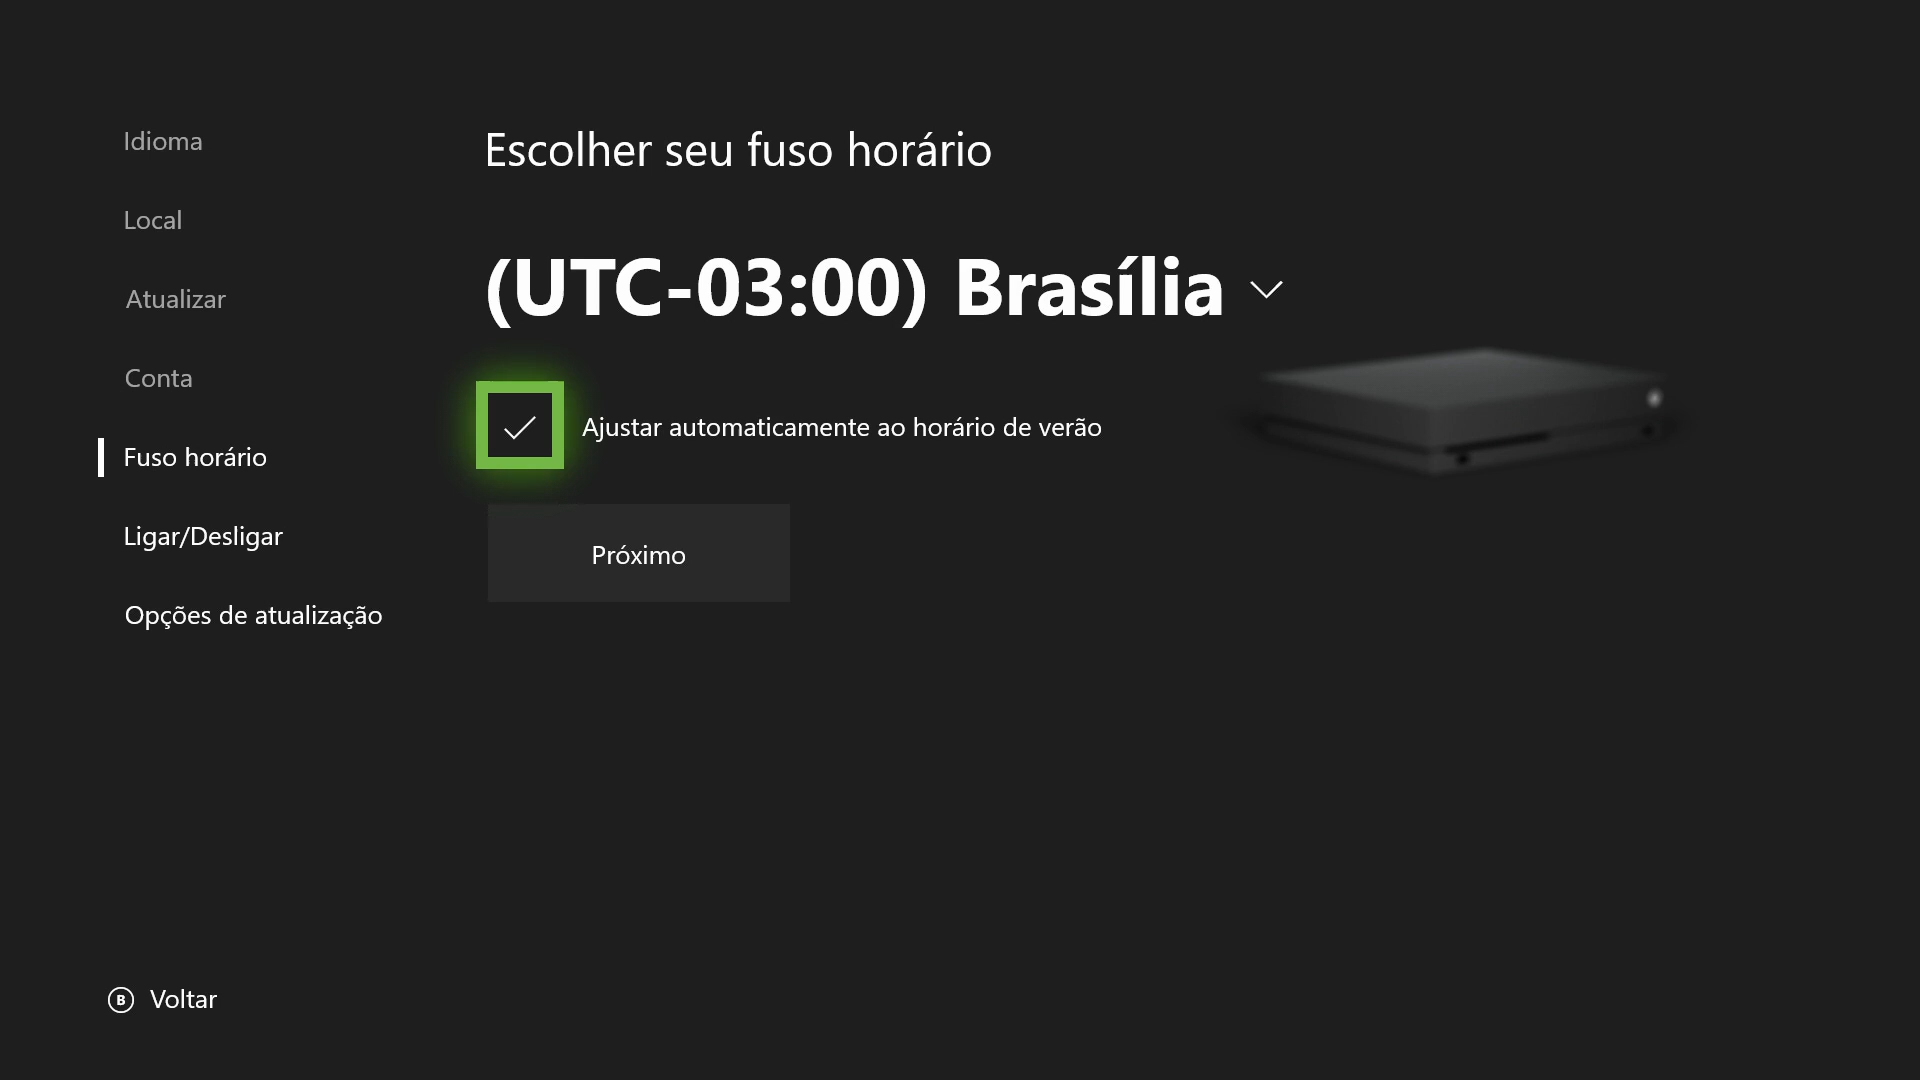 Idioma
Local
Atualizar
Conta
Fuso horário
Ligar/Desligar
Opções de atualização
Escolher seu fuso horário
(UTC-03:00) Brasília
Ajustar automaticamente ao horário de verão
Próximo
B Voltar